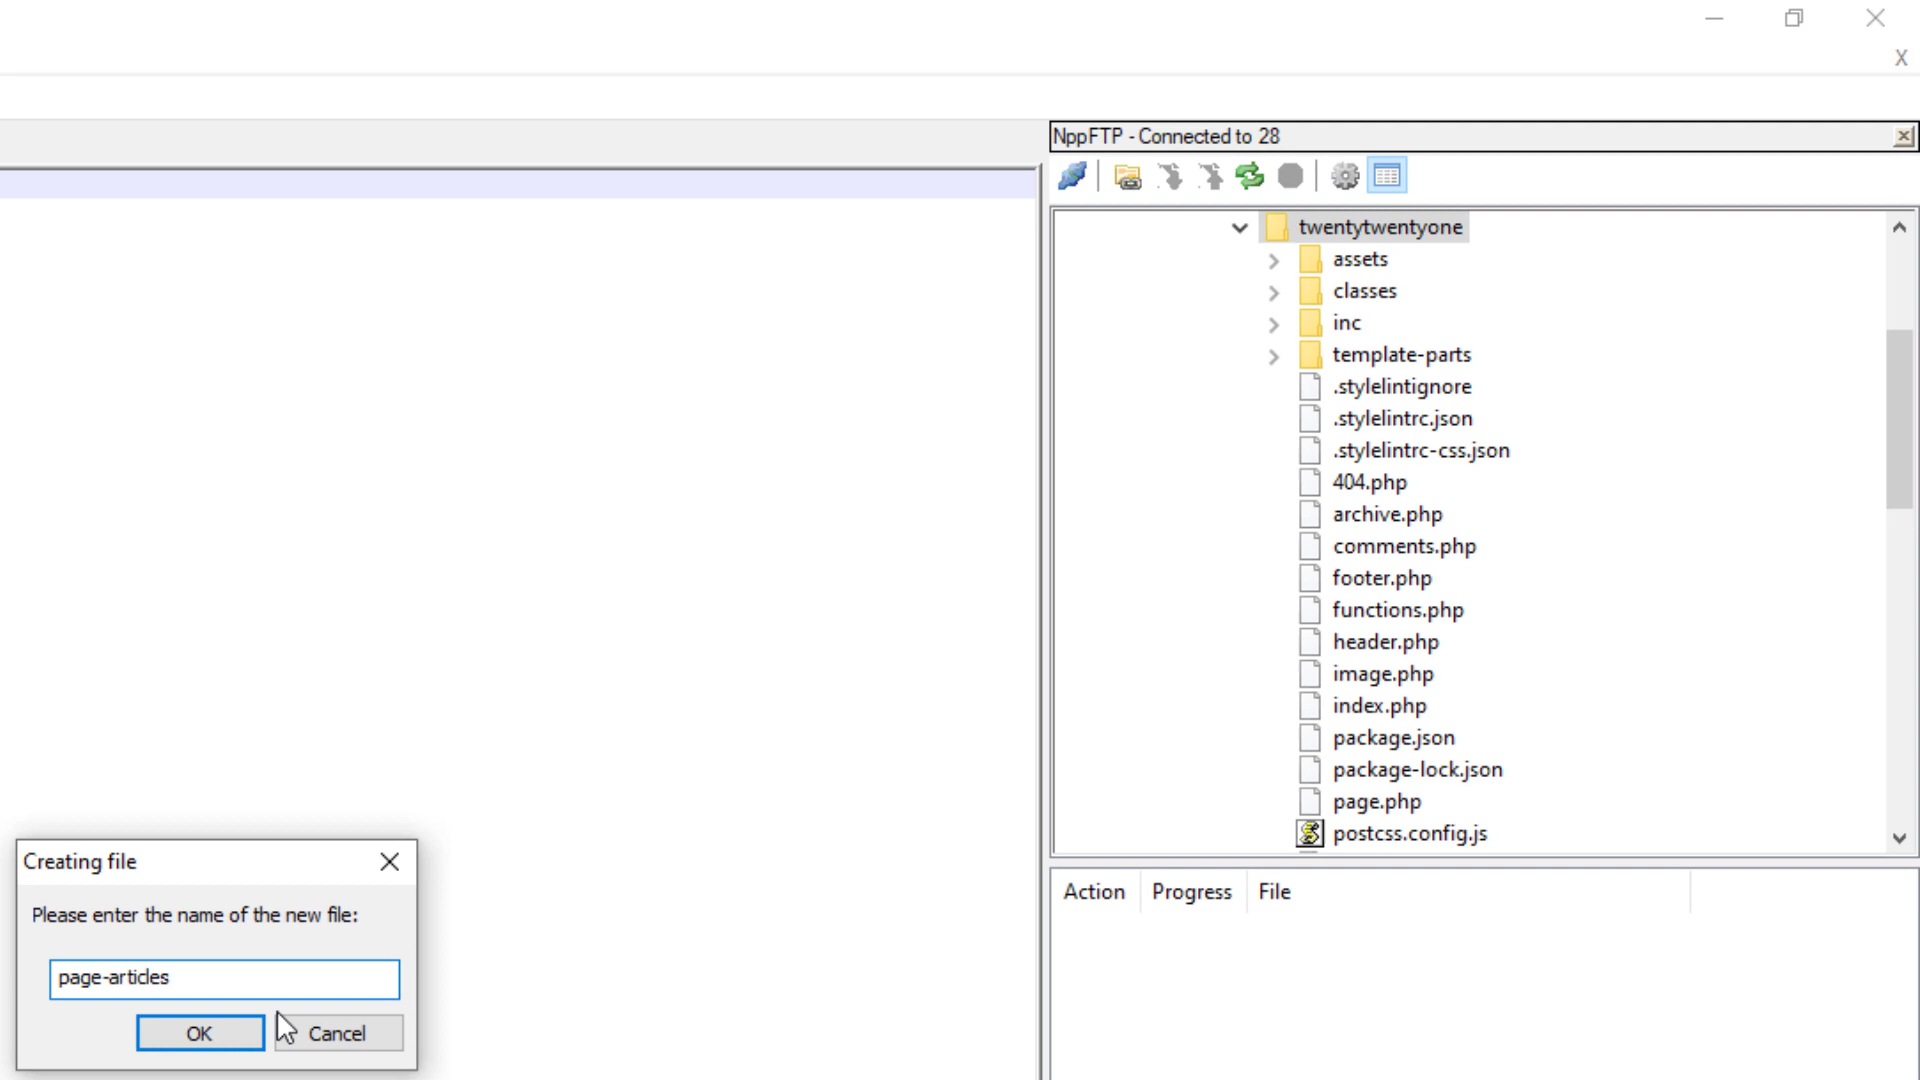 X
NppFTP - Connected to 28
twentytwentyone
assets
classes
inc
template-parts
.stylelintignore
.stylelintrc.json
.stylelintrc-css.json
404.php
archive.php
comments.php
footer.php
functions.php
header.php
image.php
index.php
package.json
package-lock.json
page.php
postcss.config.js
Action Progress File
Creating file
Please enter the name of the new file:
page-articles
OK Cancel